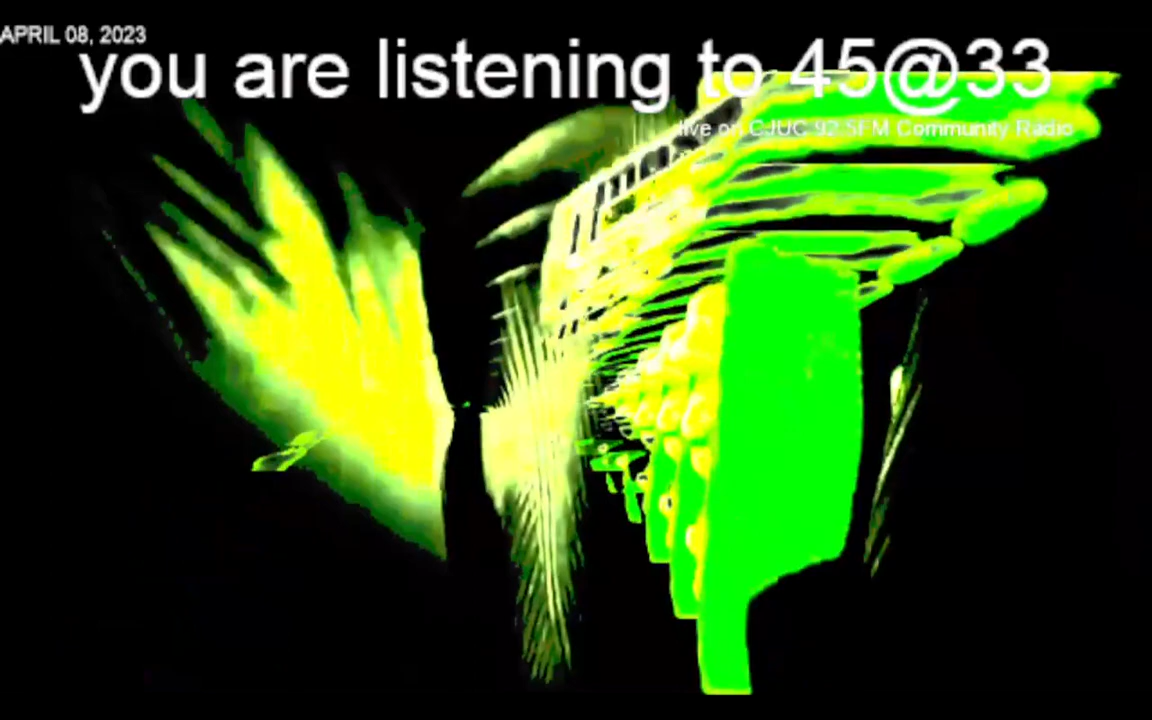 APRIL 08, 2023
you are listening to 45@33
live on CJUC 92.5FM Community Radio